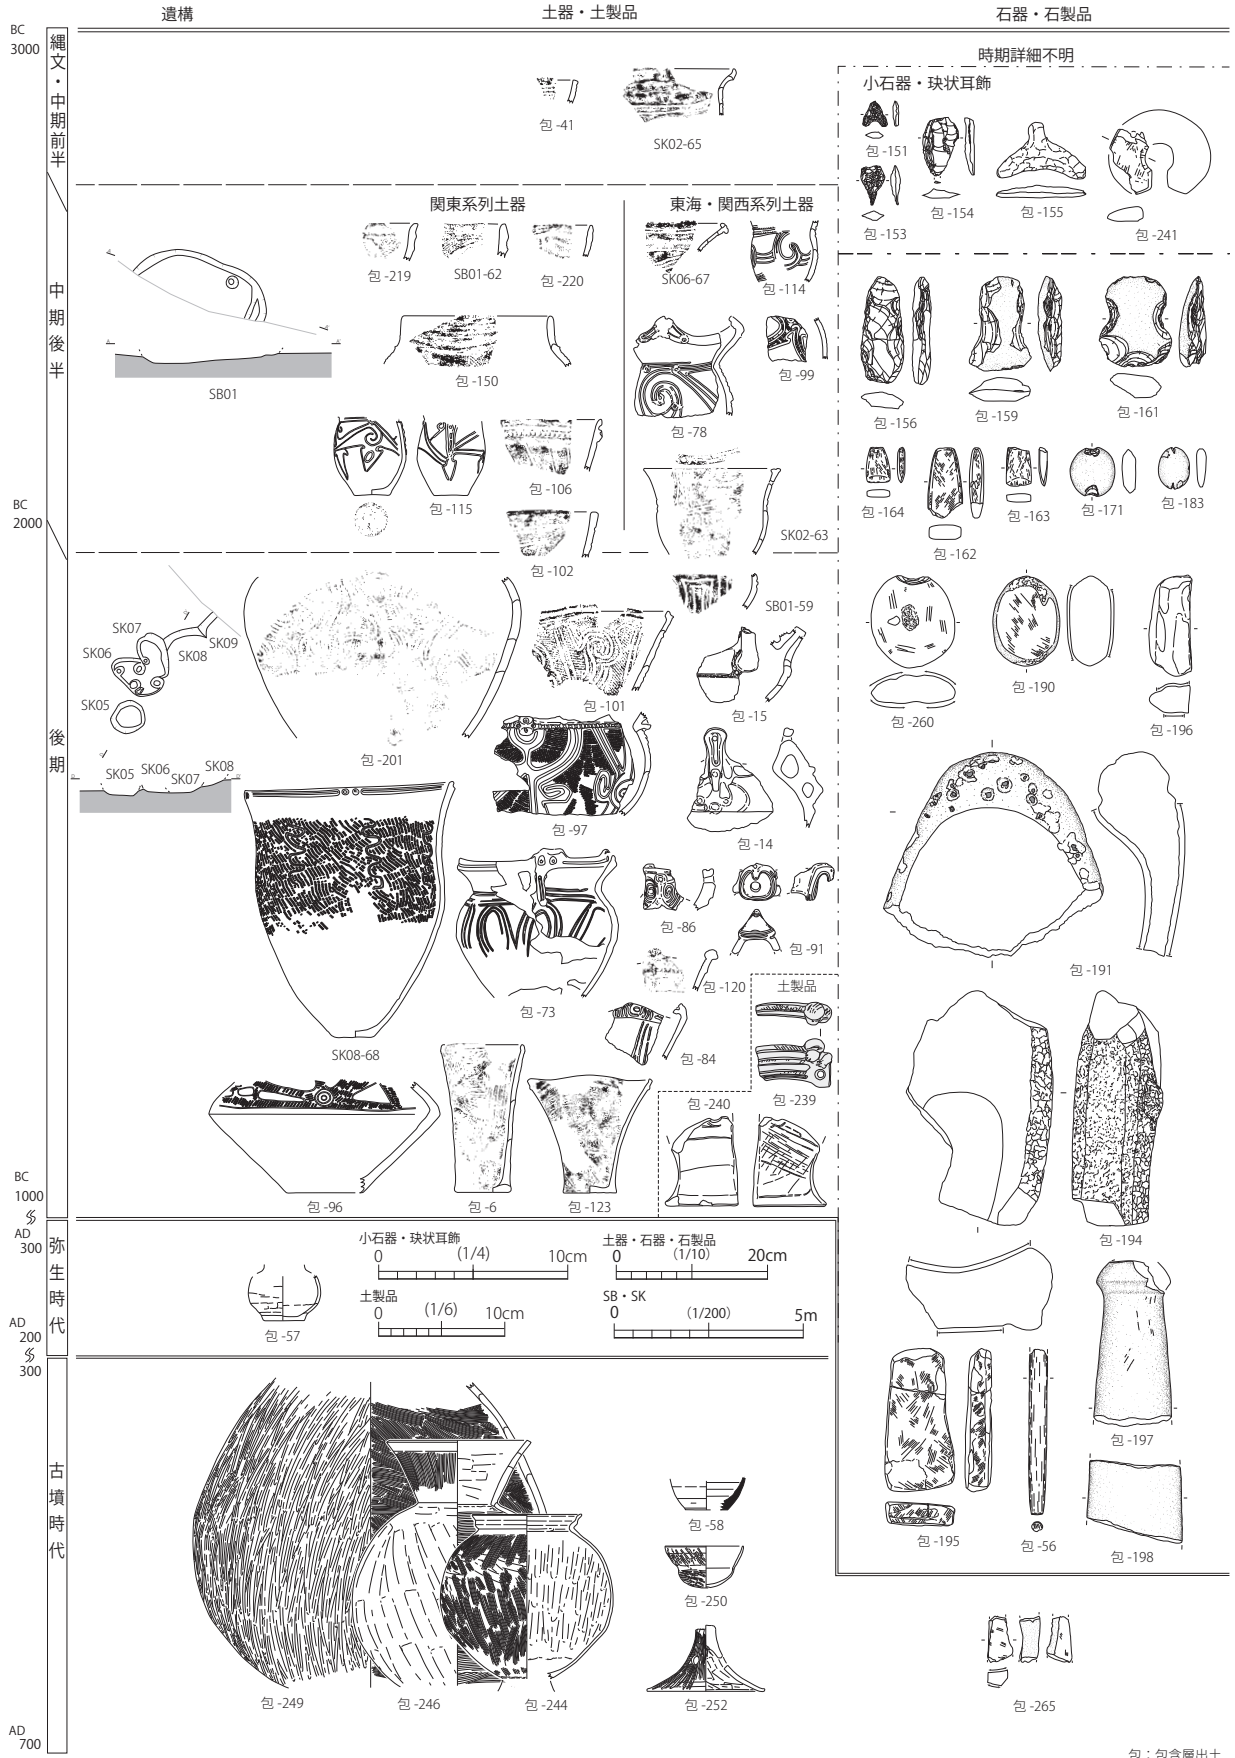 遺構
土器・土製品
石器・石製品
BC
3000
縄文・中期前半
時期詳細不明
小石器・玦状耳飾
包 -41
SK02-65
包 -151
包 -153
包 -154
包 -155
包 -241
関東系列土器
東海・関西系列土器
中期後半
包 -219
SB01-62
包 -220
SK06-67
包 -114
SB01
包 -150
包 -99
包 -78
包 -156
包 -159
包 -161
包 -115
包 -106
包 -102
SK02-63
包 -164
包 -162
包 -163
包 -171
包 -183
BC
2000
後期
SK07
SK06
SK08
SK09
SK05
SK05
SK06
SK07
SK08
包 -201
包 -101
SB01-59
包 -15
包 -260
包 -190
包 -196
包 -97
包 -14
包 -86
包 -91
包 -191
包 -73
包 -120
土製品
SK08-68
包 -84
包 -240
包 -239
包 -96
包 -6
包 -123
包 -194
BC
1000
AD
300
弥生時代
AD
200
包 -57
小石器・玦状耳飾
0 (1/4) 10cm
土器・石器・石製品
0 (1/10) 20cm
土製品
0 (1/6) 10cm
SB・SK
0 (1/200) 5m
包 -195
包 -56
包 -197
包 -198
300
古墳時代
包 -249
包 -246
包 -244
包 -58
包 -250
包 -252
包 -265
AD
700
包：包含層出土